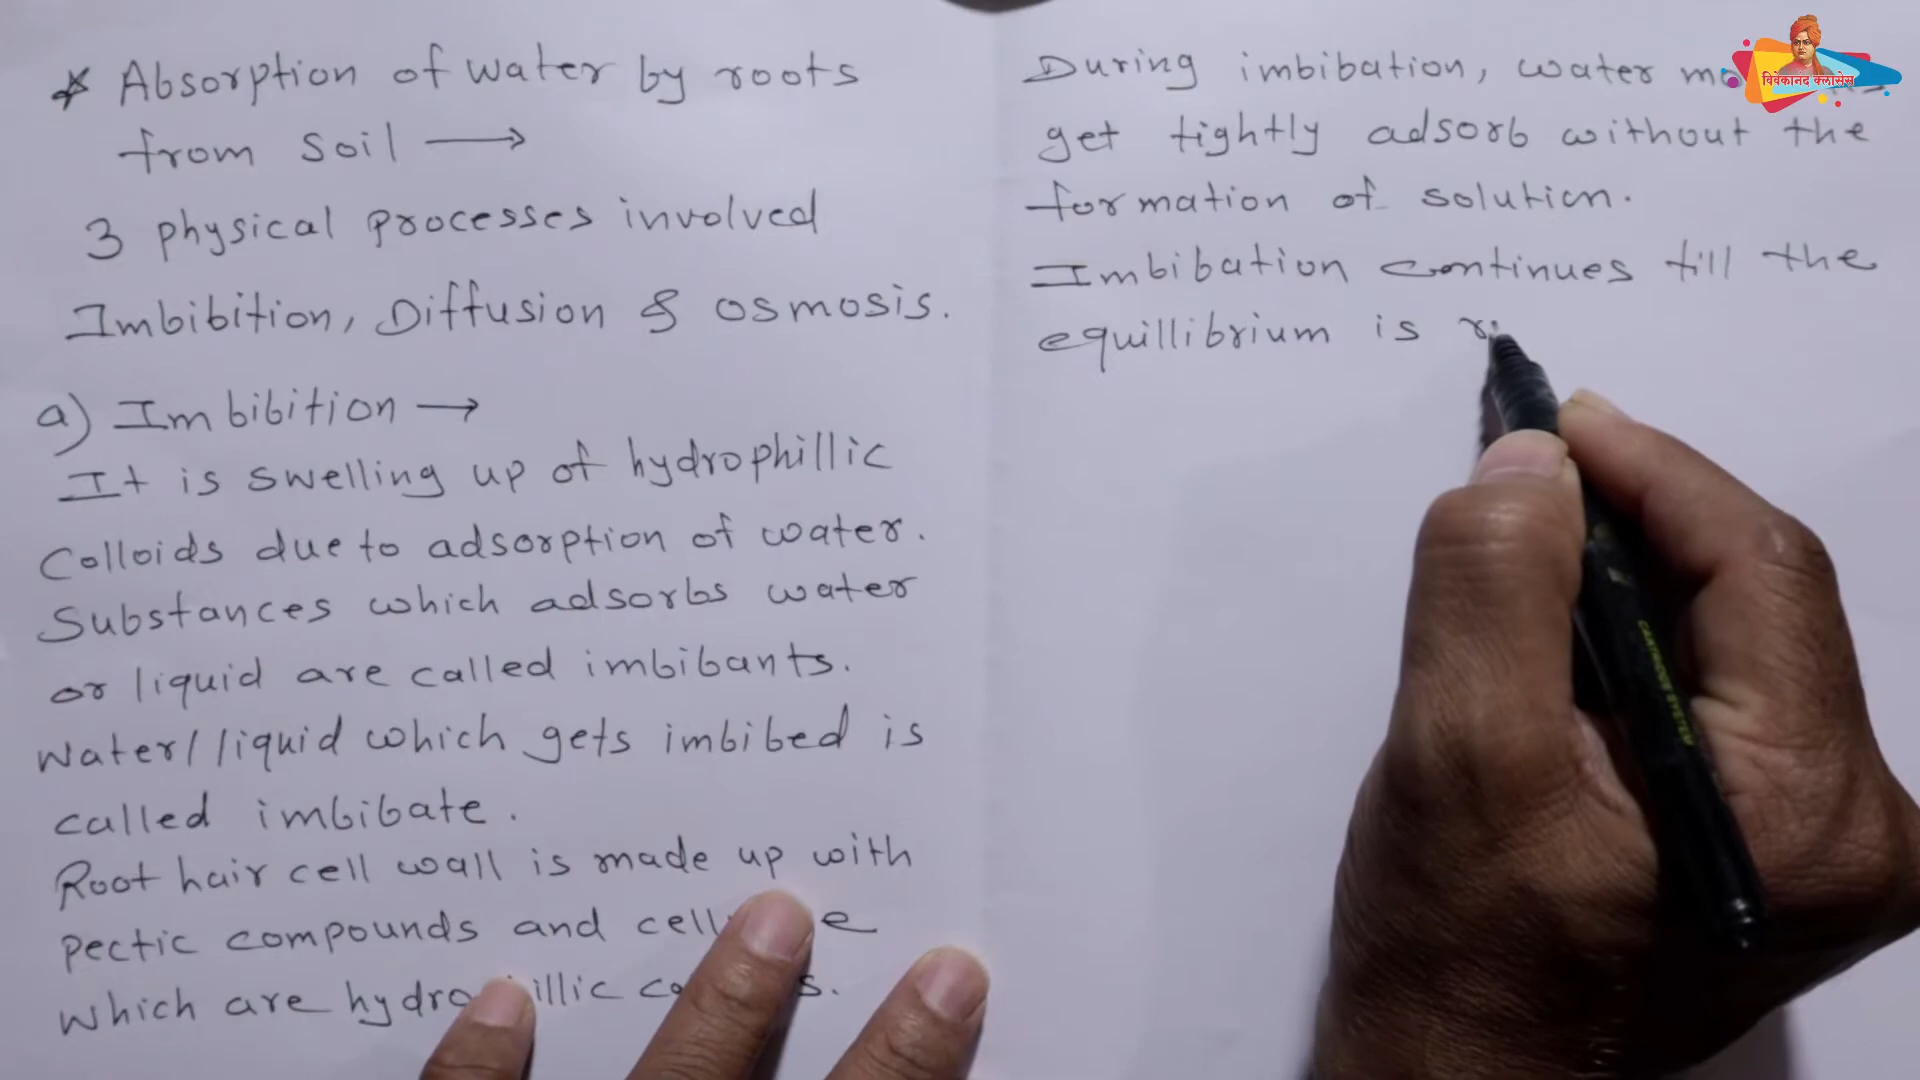 * Absorption of water by roots
from soil →
3 physical processes involved
Imbibition, Diffusion & osmosis.
a) Imbibition →
It is swelling up of hydrophillic
Colloids due to adsorption of water.
Substances which adsorbs water
or liquid are called imbibants.
Water/liquid which gets imbibed is
called imbibate.
Root hair cell wall is made up with
pectic compounds and
which are
During imbibation, water
get tightly adsorb without the
formation of solution.
Imbibation continues till the
equillibrium is
विवेकानंद क्लासेस
CARTRIDGE SYSTEM